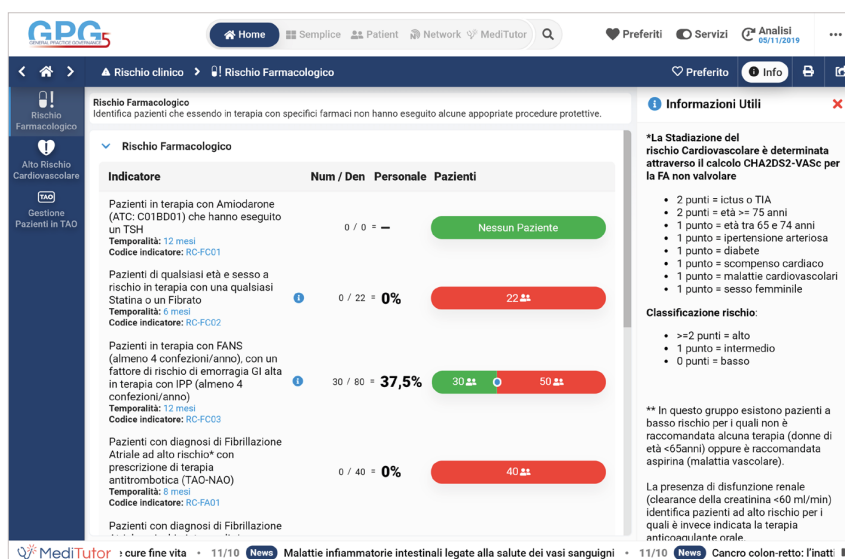 GPG5
GENERAL PRACTICE GOVERNANCE
Home
Semplice
Patient
Network
MediTutor
Preferiti
Servizi
Analisi
05/11/2019
Rischio clinico
Rischio Farmacologico
Preferito
Info
Rischio
Farmacologico
Alto Rischio
Cardiovascolare
TAO
Gestione
Pazienti in TAO
Rischio Farmacologico
Identifica pazienti che essendo in terapia con specifici farmaci non hanno eseguito alcune appopriate procedure protettive.
Rischio Farmacologico
Indicatore Num / Den Personale Pazienti
Pazienti in terapia con Amiodarone
(ATC: C01BD01) che hanno eseguito
un TSH
Temporalità: 12 mesi
Codice indicatore: RC-FC01
0 / 0 = –
Nessun Paziente
Pazienti di qualsiasi età e sesso a
rischio in terapia con una qualsiasi
Statina o un Fibrato
Temporalità: 6 mesi
Codice indicatore: RC-FC02
0 / 22 = 0%
22
Pazienti in terapia con FANS
(almeno 4 confezioni/anno), con un
fattore di rischio di emorragia GI alta
in terapia con IPP (almeno 4
confezioni/anno)
Temporalità: 12 mesi
Codice indicatore: RC-FC03
30 / 80 = 37,5%
30
50
Pazienti con diagnosi di Fibrillazione
Atriale ad alto rischio* con
prescrizione di terapia
antitrombotica (TAO-NAO)
Temporalità: 8 mesi
Codice indicatore: RC-FA01
0 / 40 = 0%
40
Pazienti con diagnosi di Fibrillazione
Informazioni Utili
*La Stadiazione del
rischio Cardiovascolare è determinata
attraverso il calcolo CHA2DS2-VASc per
la FA non valvolare
• 2 punti = ictus o TIA
• 2 punti = età >= 75 anni
• 1 punto = età tra 65 e 74 anni
• 1 punto = ipertensione arteriosa
• 1 punto = diabete
• 1 punto = scompenso cardiaco
• 1 punto = malattie cardiovascolari
• 1 punto = sesso femminile
Classificazione rischio:
• >=2 punti = alto
• 1 punto = intermedio
• 0 punti = basso
** In questo gruppo esistono pazienti a
basso rischio per i quali non è
raccomandata alcuna terapia (donne di
età <65anni) oppure è raccomandata
aspirina (malattia vascolare).
La presenza di disfunzione renale
(clearance della creatinina <60 ml/min)
identifica pazienti ad alto rischio per i
quali è invece indicata la terapia
anticoagulante orale.
MediTutor
cure fine vita • 11/10 News Malattie infiammatorie intestinali legate alla salute dei vasi sanguigni • 11/10 News Cancro colon-retto: l'inatti